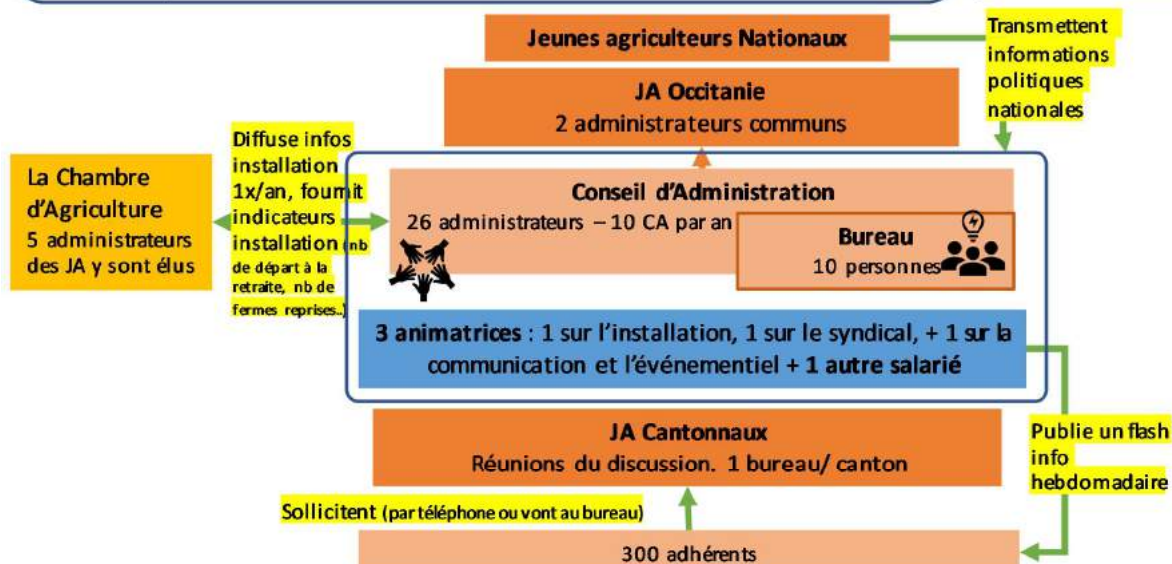 Jeunes agriculteurs Nationaux
Transmettent
informations
politiques
nationales
JA Occitanie
2 administrateurs communs
La Chambre
d'Agriculture
5 administrateurs
des JA y sont élus
Diffuse infos
installation
1x/an, fournit
indicateurs
installation (nb
de départ à la
retraite, nb de
fermes reprises..)
Conseil d'Administration
26 administrateurs – 10 CA par an
Bureau
10 personnes
3 animatrices : 1 sur l'installation, 1 sur le syndical, + 1 sur la
communication et l'événementiel + 1 autre salarié
JA Cantonnaux
Réunions du discussion. 1 bureau/ canton
Publie un flash
info
hebdomadaire
Sollicitent (par téléphone ou vont au bureau)
300 adhérents